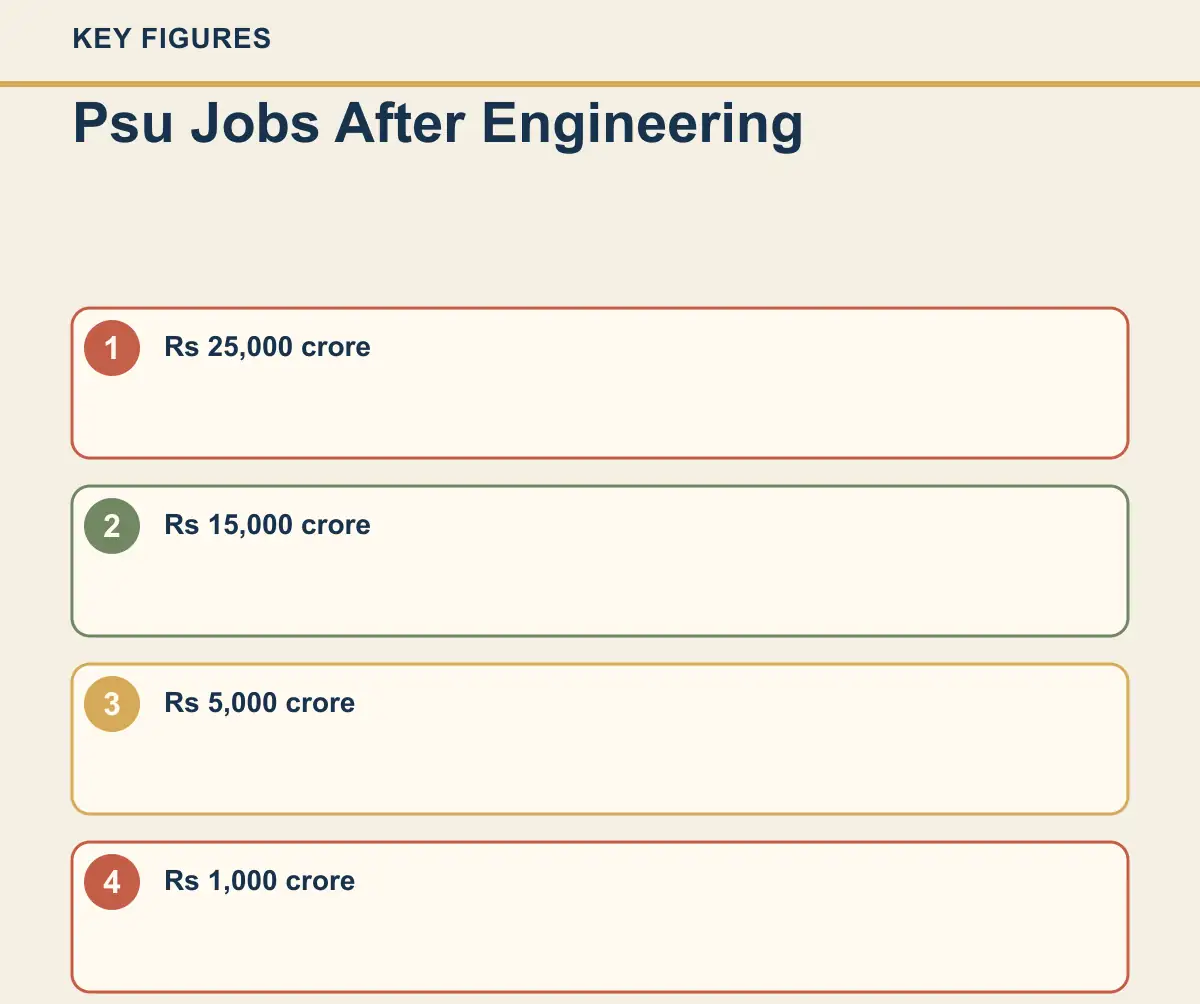 KEY FIGURES
Psu Jobs After Engineering
1
Rs 25,000 crore
2
Rs 15,000 crore
3
Rs 5,000 crore
4
Rs 1,000 crore